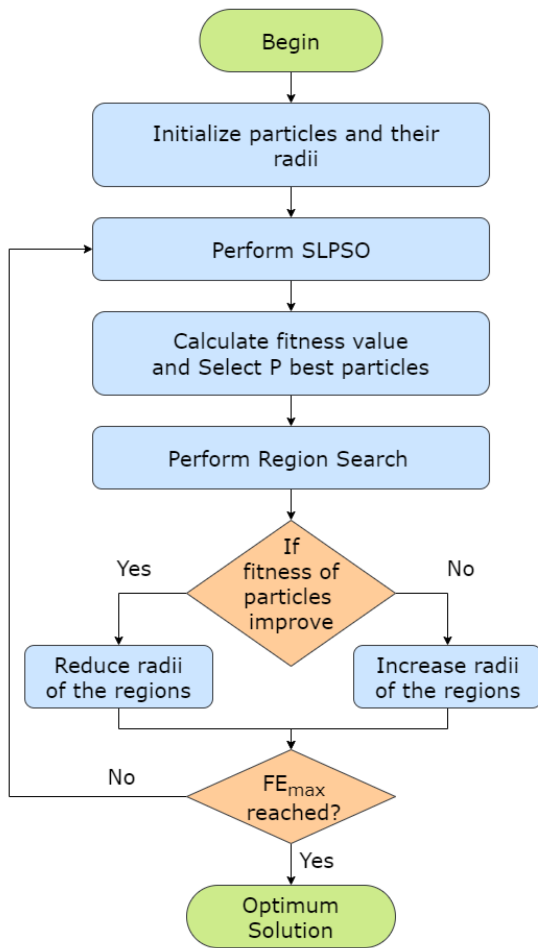 Begin
Initialize particles and their
radii
Perform SLPSO
Calculate fitness value
and Select P best particles
Perform Region Search
If
fitness of
particles
improve
Yes
No
Reduce radii
of the regions
Increase radii
of the regions
No
FEmax
reached?
Yes
Optimum
Solution